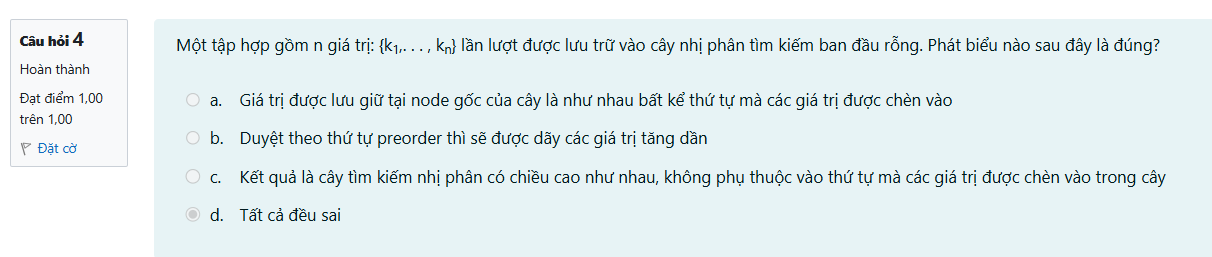 Câu hỏi 4
Hoàn thành
Đạt điểm 1,00
trên 1,00
Đặt cờ
Một tập hợp gồm n giá trị: {k1,. . . , kn} lần lượt được lưu trữ vào cây nhị phân tìm kiếm ban đầu rỗng. Phát biểu nào sau đây là đúng?
a. Giá trị được lưu giữ tại node gốc của cây là như nhau bất kể thứ tự mà các giá trị được chèn vào
b. Duyệt theo thứ tự preorder thì sẽ được dãy các giá trị tăng dần
c. Kết quả là cây tìm kiếm nhị phân có chiều cao như nhau, không phụ thuộc vào thứ tự mà các giá trị được chèn vào trong cây
d. Tất cả đều sai